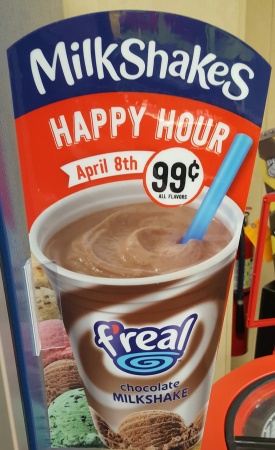 MilkShakeS
HAPPY HOUR
April 8th
99¢
ALL FLAVORS
f'real
chocolate
MILKSHAKE